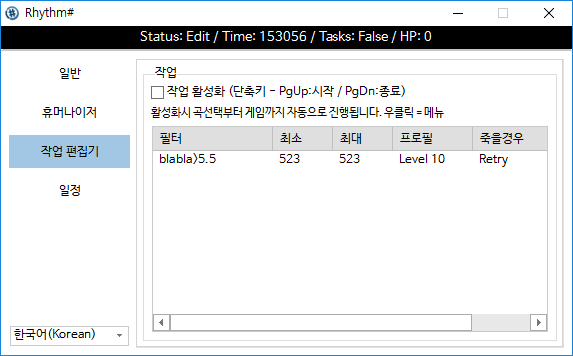 Rhythm#
Status: Edit / Time: 153056 / Tasks: False / HP: 0
일반
휴머나이저
작업 편집기
일정
한국어(Korean)
작업
작업 활성화 (단축키 - PgUp:시작 / PgDn:종료)
활성화시 곡선택부터 게임까지 자동으로 진행됩니다. 우클릭 = 메뉴
필터 최소 최대 프로필 죽을경우
blabla>5.5 523 523 Level 10 Retry